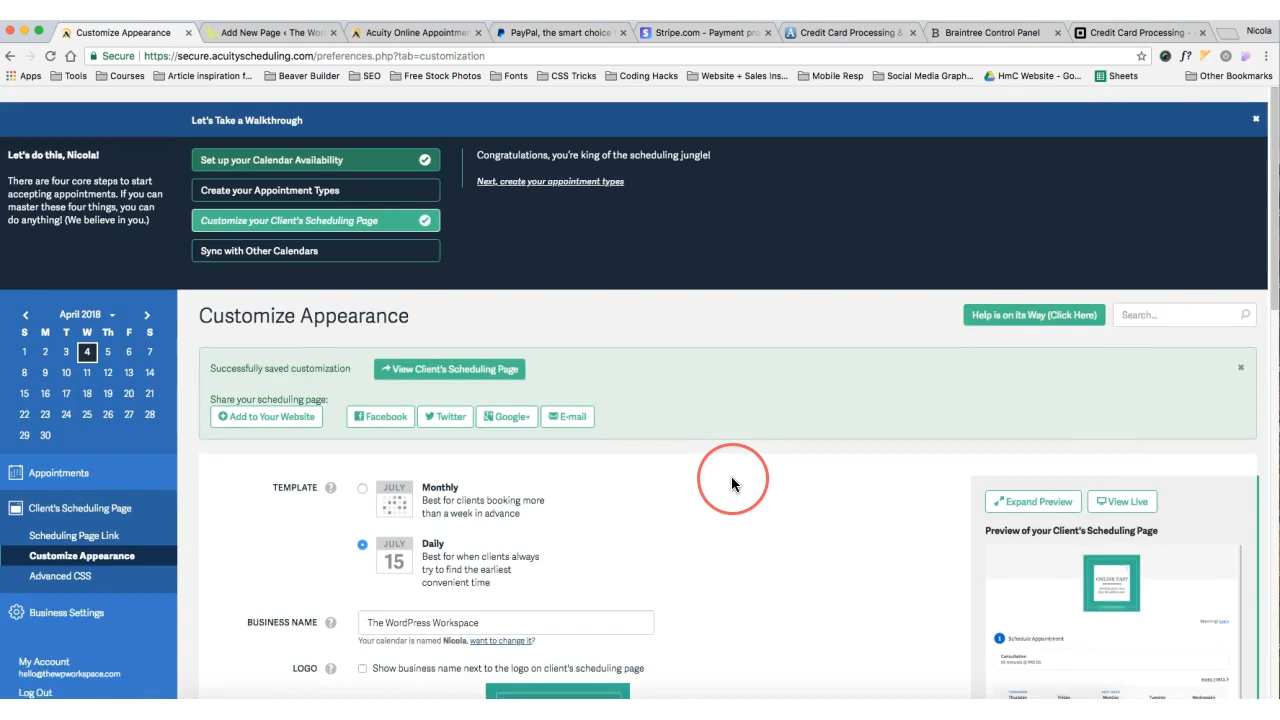 Customize Appearance
Add New Page ‹ The Wor
Acuity Online Appointmen
PayPal, the smart choice f
Stripe.com - Payment pro
Credit Card Processing &
Braintree Control Panel
Credit Card Processing -
Nicola
Secure
https://secure.acuityscheduling.com/preferences.php?tab=customization
Apps
Tools
Courses
Article inspiration f...
Beaver Builder
SEO
Free Stock Photos
Fonts
CSS Tricks
Coding Hacks
Website + Sales Ins...
Mobile Resp
Social Media Graph...
HmC Website - Go...
Sheets
Other Bookmarks
Let's Take a Walkthrough
Let's do this, Nicola!
There are four core steps to start
accepting appointments. If you can
master these four things, you can
do anything! (We believe in you.)
Set up your Calendar Availability
Create your Appointment Types
Customize your Client's Scheduling Page
Sync with Other Calendars
Congratulations, you're king of the scheduling jungle!
Next, create your appointment types
April 2018
S M T W Th F S
1 2 3 4 5 6 7
8 9 10 11 12 13 14
15 16 17 18 19 20 21
22 23 24 25 26 27 28
29 30
Appointments
Client's Scheduling Page
Scheduling Page Link
Customize Appearance
Advanced CSS
Business Settings
My Account
hello@thewpworkspace.com
Log Out
Customize Appearance
Help is on its Way (Click Here)
Search...
Successfully saved customization
View Client's Scheduling Page
Share your scheduling page:
Add to Your Website
Facebook
Twitter
Google+
E-mail
TEMPLATE
JULY
Monthly
Best for clients booking more
than a week in advance
JULY
15
Daily
Best for when clients always
try to find the earliest
convenient time
BUSINESS NAME
The WordPress Workspace
Your calendar is named Nicola, want to change it?
LOGO
Show business name next to the logo on client's scheduling page
Expand Preview
View Live
Preview of your Client's Scheduling Page
ONLINE FAST
Returning? Log in
Schedule Appointment
Consultation
Thursday
Friday
Monday
Tuesday
Wednesday